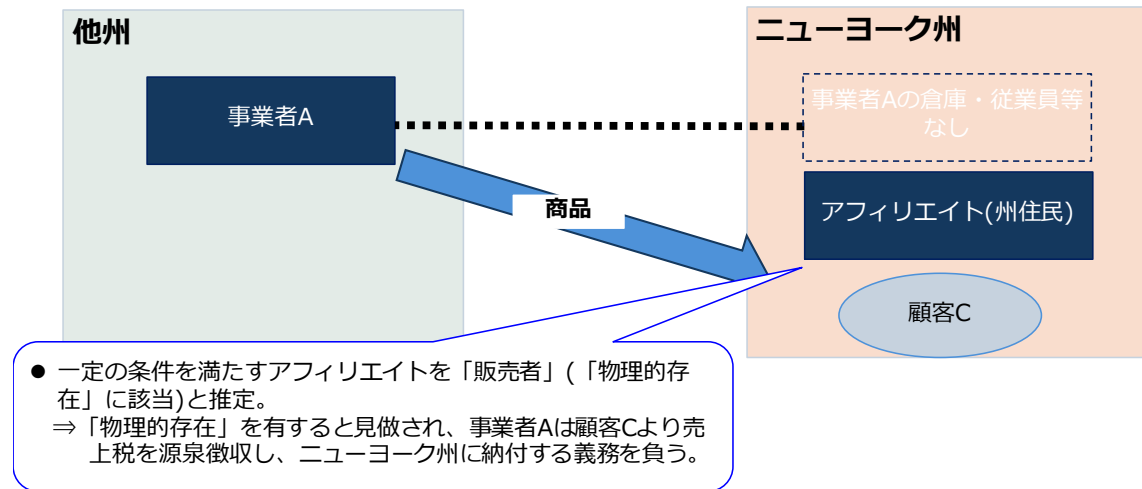 他州
ニューヨーク州
事業者A
事業者Aの倉庫・従業員等
なし
商品
アフィリエイト(州住民)
顧客C
● 一定の条件を満たすアフィリエイトを「販売者」(「物理的存
在」に該当)と推定。
⇒「物理的存在」を有すると見做され、事業者Aは顧客Cより売
上税を源泉徴収し、ニューヨーク州に納付する義務を負う。